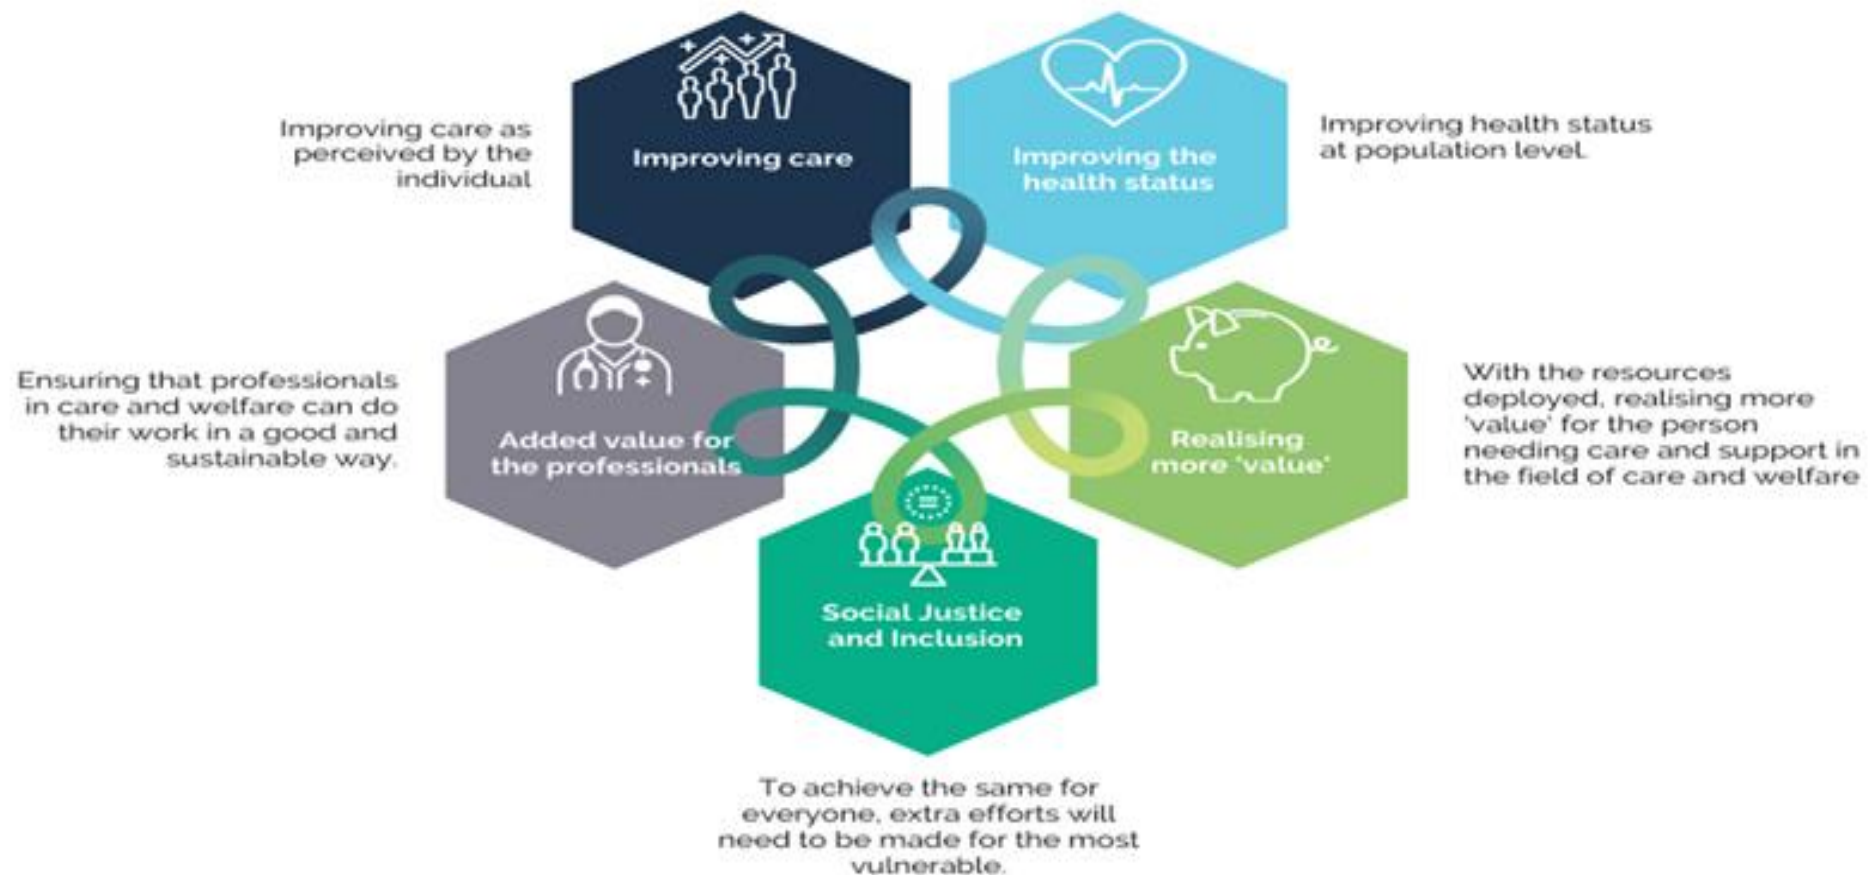 Improving care as
perceived by the
individual
Improving care
Improving the
health status
Improving health status
at population level.
Ensuring that professionals
in care and welfare can do
their work in a good and
sustainable way.
Added value for
the professionals
Realising
more 'value'
With the resources
deployed, realising more
'value' for the person
needing care and support in
the field of care and welfare
Social Justice
and Inclusion
To achieve the same for
everyone, extra efforts will
need to be made for the most
vulnerable.